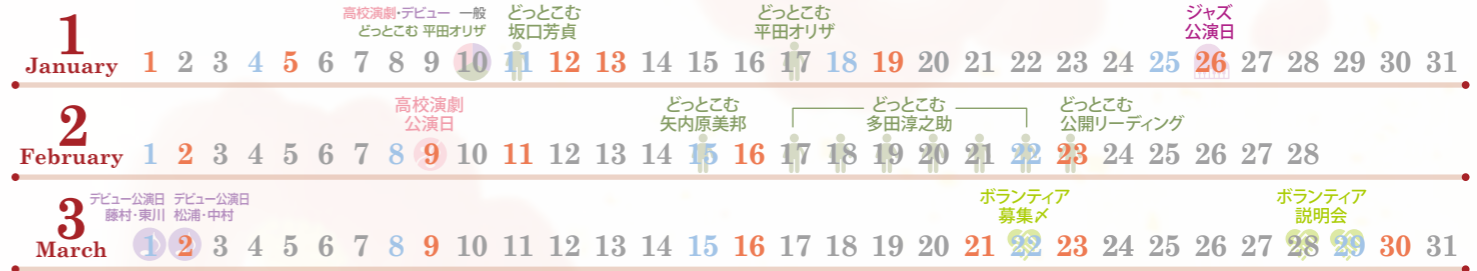 高校演劇・デビュー 一般
どっとこむ 平田オリザ
どっとこむ
坂口芳貞
どっとこむ
平田オリザ
ジャズ
公演日
1
January 1 2 3 4 5 6 7 8 9 10 11 12 13 14 15 16 17 18 19 20 21 22 23 24 25 26 27 28 29 30 31
高校演劇
公演日
どっとこむ
矢内原美邦
どっとこむ
多田淳之助
どっとこむ
公開リーディング
2
February 1 2 3 4 5 6 7 8 9 10 11 12 13 14 15 16 17 18 19 20 21 22 23 24 25 26 27 28
デビュー公演日
藤村・東川
デビュー公演日
松浦・中村
ボランティア
募集〆
ボランティア
説明会
3
March 1 2 3 4 5 6 7 8 9 10 11 12 13 14 15 16 17 18 19 20 21 22 23 24 25 26 27 28 29 30 31